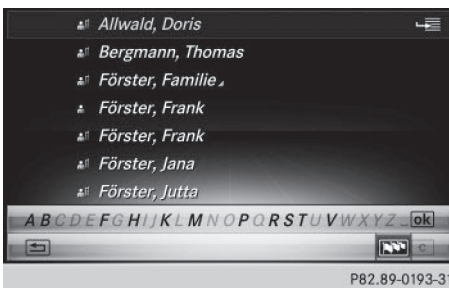 Allwald, Doris
Bergmann, Thomas
Förster, Familie
Förster, Frank
Förster, Frank
Förster, Jana
Förster, Jutta
A B C D E F G H I J K L M N O P Q R S T U V W X Y Z _ ok
c
P82.89-0193-31